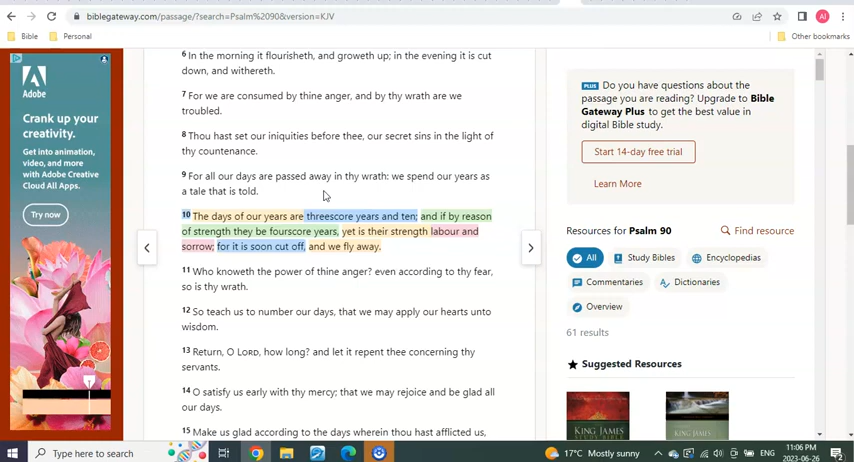 biblegateway.com/passage/?search=Psalm%2090&version=KJV
Al
Bible
Personal
Other bookmarks
Adobe
Crank up your
creativity.
Get into animation,
video, and more
with Adobe Creative
Cloud All Apps.
Try now
6 In the morning it flourisheth, and groweth up; in the evening it is cut
down, and withereth.
7 For we are consumed by thine anger, and by thy wrath are we
troubled.
8 Thou hast set our iniquities before thee, our secret sins in the light of
thy countenance.
9 For all our days are passed away in thy wrath: we spend our years as
a tale that is told.
10 The days of our years are threescore years and ten; and if by reason
of strength they be fourscore years, yet is their strength labour and
sorrow; for it is soon cut off, and we fly away.
11 Who knoweth the power of thine anger? even according to thy fear,
so is thy wrath.
12 So teach us to number our days, that we may apply our hearts unto
wisdom.
13 Return, O LORD, how long? and let it repent thee concerning thy
servants.
14 O satisfy us early with thy mercy; that we may rejoice and be glad all
our days.
15 Make us glad according to the days wherein thou hast afflicted us,
PLUS Do you have questions about the
passage you are reading? Upgrade to Bible
Gateway Plus to get the best value in
digital Bible study.
Start 14-day free trial
Learn More
Resources for Psalm 90
Find resource
All
Study Bibles
Encyclopedias
Commentaries
Dictionaries
Overview
61 results
Suggested Resources
KING JAMES
STUDY BIBLE
KING JAMES
Type here to search
17°C Mostly sunny
ENG
11:06 PM
2023-06-26
2